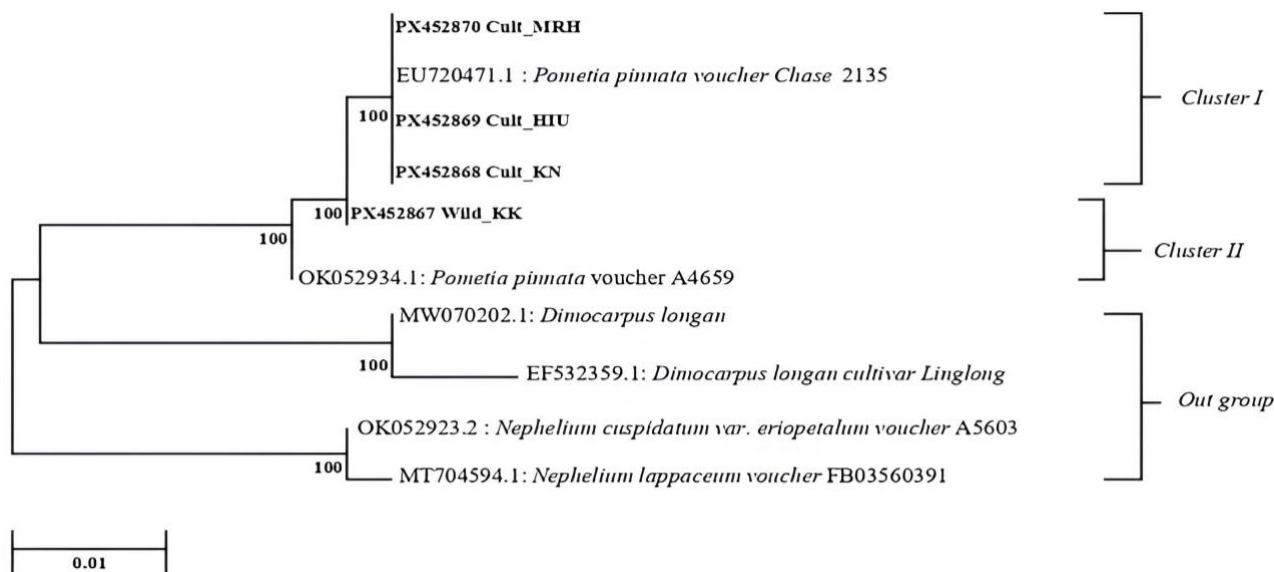 PX452870 Cult_MRH
EU720471.1 : Pometia pinnata voucher Chase 2135
Cluster I
100
PX452869 Cult_HIU
PX452868 Cult_KN
100
PX452867 Wild_KK
100
Cluster II
OK052934.1: Pometia pinnata voucher A4659
MW070202.1: Dimocarpus longan
100
EF532359.1: Dimocarpus longan cultivar Linglong
Out group
OK052923.2 : Nephelium cuspidatum var. eriopetalum voucher A5603
100
MT704594.1: Nephelium lappaceum voucher FB03560391
0.01